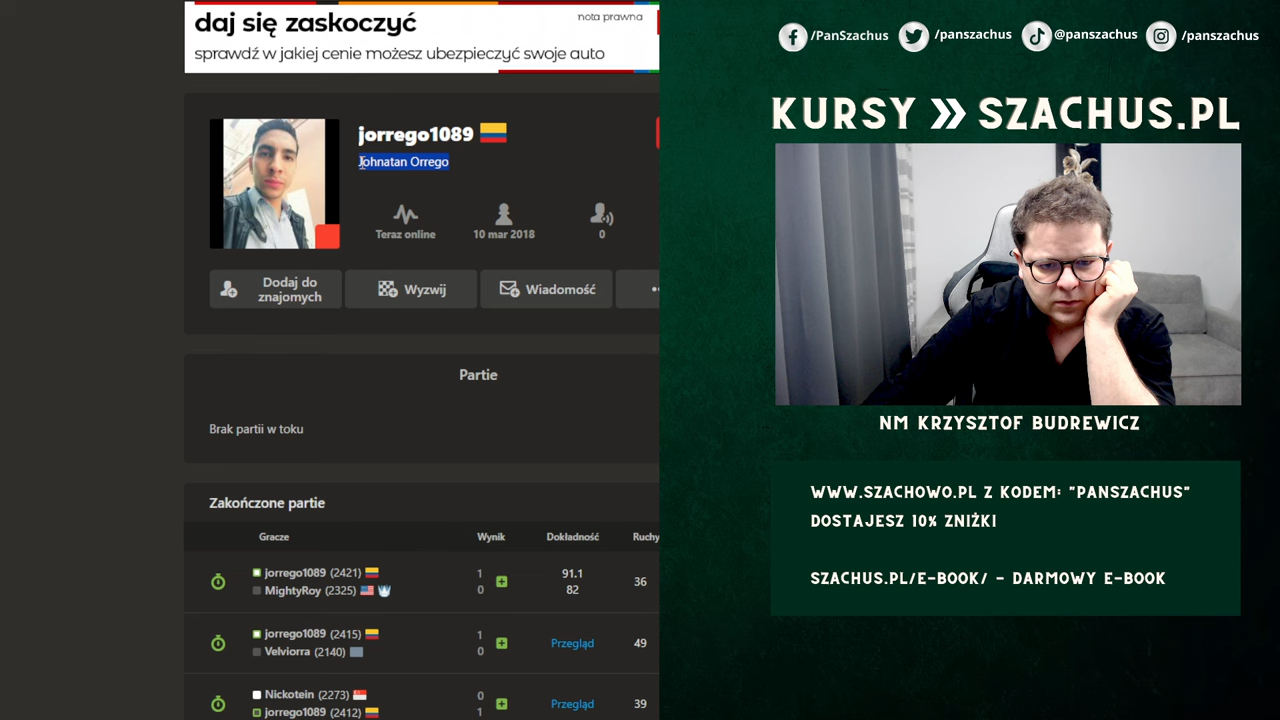 daj się zaskoczyć
nota prawna
sprawdź w jakiej cenie możesz ubezpieczyć swoje auto
jorrego1089
Johnatan Orrego
Teraz online
10 mar 2018
0
Dodaj do znajomych
Wyzwij
Wiadomość
Partie
Brak partii w toku
Zakończone partie
Gracze Wynik Dokładność Ruchy
jorrego1089 (2421) 1 91.1 36
MightyRoy (2325) 0 82
jorrego1089 (2415) 1 Przegląd 49
Velviorra (2140) 0
Nickotein (2273) 0 Przegląd 39
jorrego1089 (2412) 1
/PanSzachus /panszachus @panszachus /panszachus
KURSY » SZACHUS.PL
NM KRZYSZTOF BUDREWICZ
WWW.SZACHOWO.PL Z KODEM: "PANSZACHUS"
DOSTAJESZ 10% ZNIŻKI
SZACHUS.PL/E-BOOK/ - DARMOWY E-BOOK